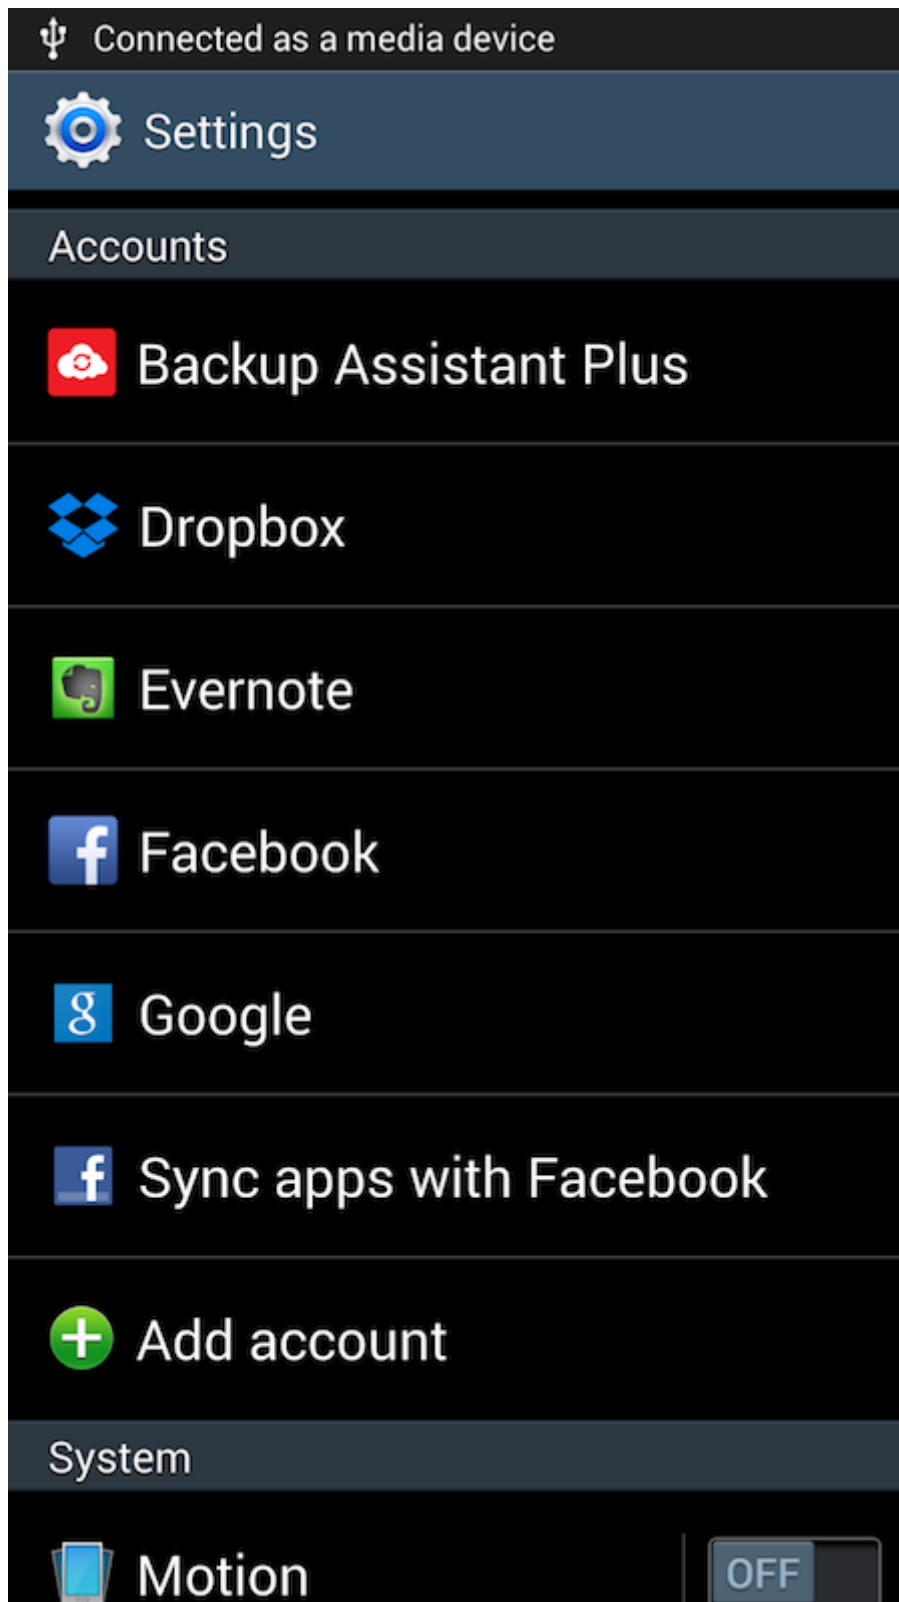 Connected as a media device
Settings
Accounts
Backup Assistant Plus
Dropbox
Evernote
Facebook
Google
Sync apps with Facebook
Add account
System
Motion OFF